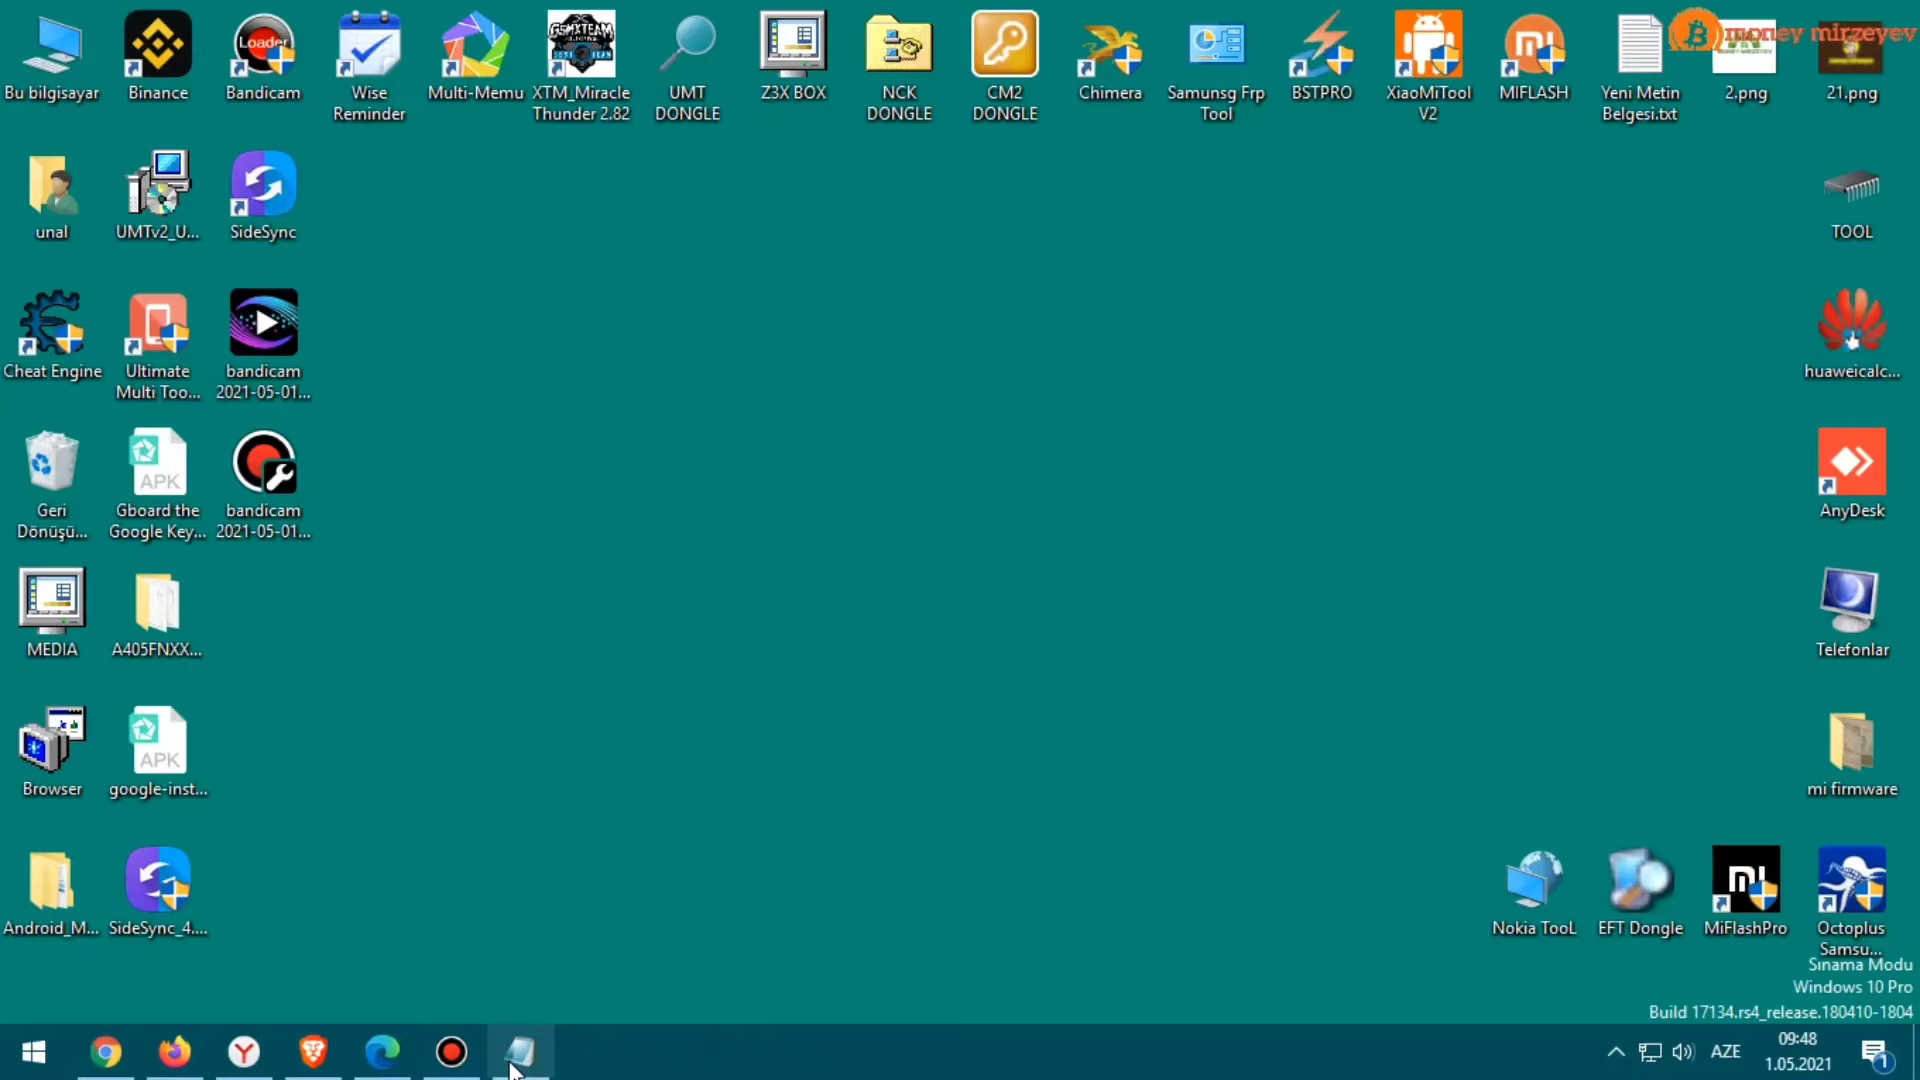 money mirzeyev
Bu bilgisayar
Binance
Loader
Bandicam
Wise
Reminder
Multi-Memu
GSMXTEAM
XTM_Miracle
Thunder 2.82
UMT
DONGLE
Z3X BOX
NCK
DONGLE
CM2
DONGLE
Chimera
Samunsg Frp
Tool
BSTPRO
XiaoMiTool
V2
MIFLASH
Yeni Metin
Belgesi.txt
2.png
21.png
unal
UMTv2_U...
SideSync
TOOL
Cheat Engine
Ultimate
Multi Too...
bandicam
2021-05-01...
huaweicalc...
Geri
Dönüşü...
APK
Gboard the
Google Key...
bandicam
2021-05-01...
AnyDesk
MEDIA
A405FNXX...
Telefonlar
Browser
APK
google-inst...
mi firmware
Android_M...
SideSync_4....
Nokia TooL
EFT Dongle
MiFlashPro
Octoplus
Samsu...
Sınama Modu
Windows 10 Pro
Build 17134.rs4_release.180410-1804
AZE
09:48
1.05.2021
1